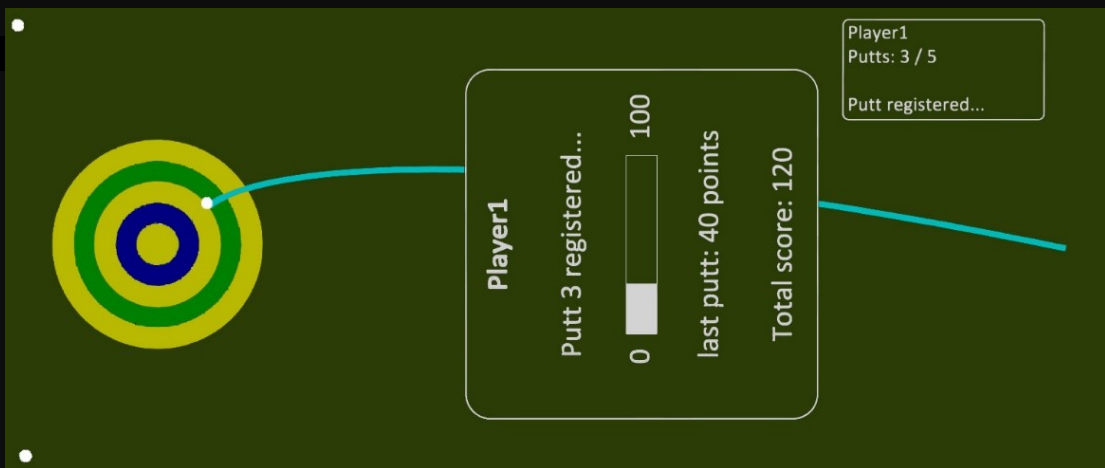 Player1
Putts: 3 / 5
Putt registered...
Player1
Putt 3 registered...
0 100
last putt: 40 points
Total score: 120